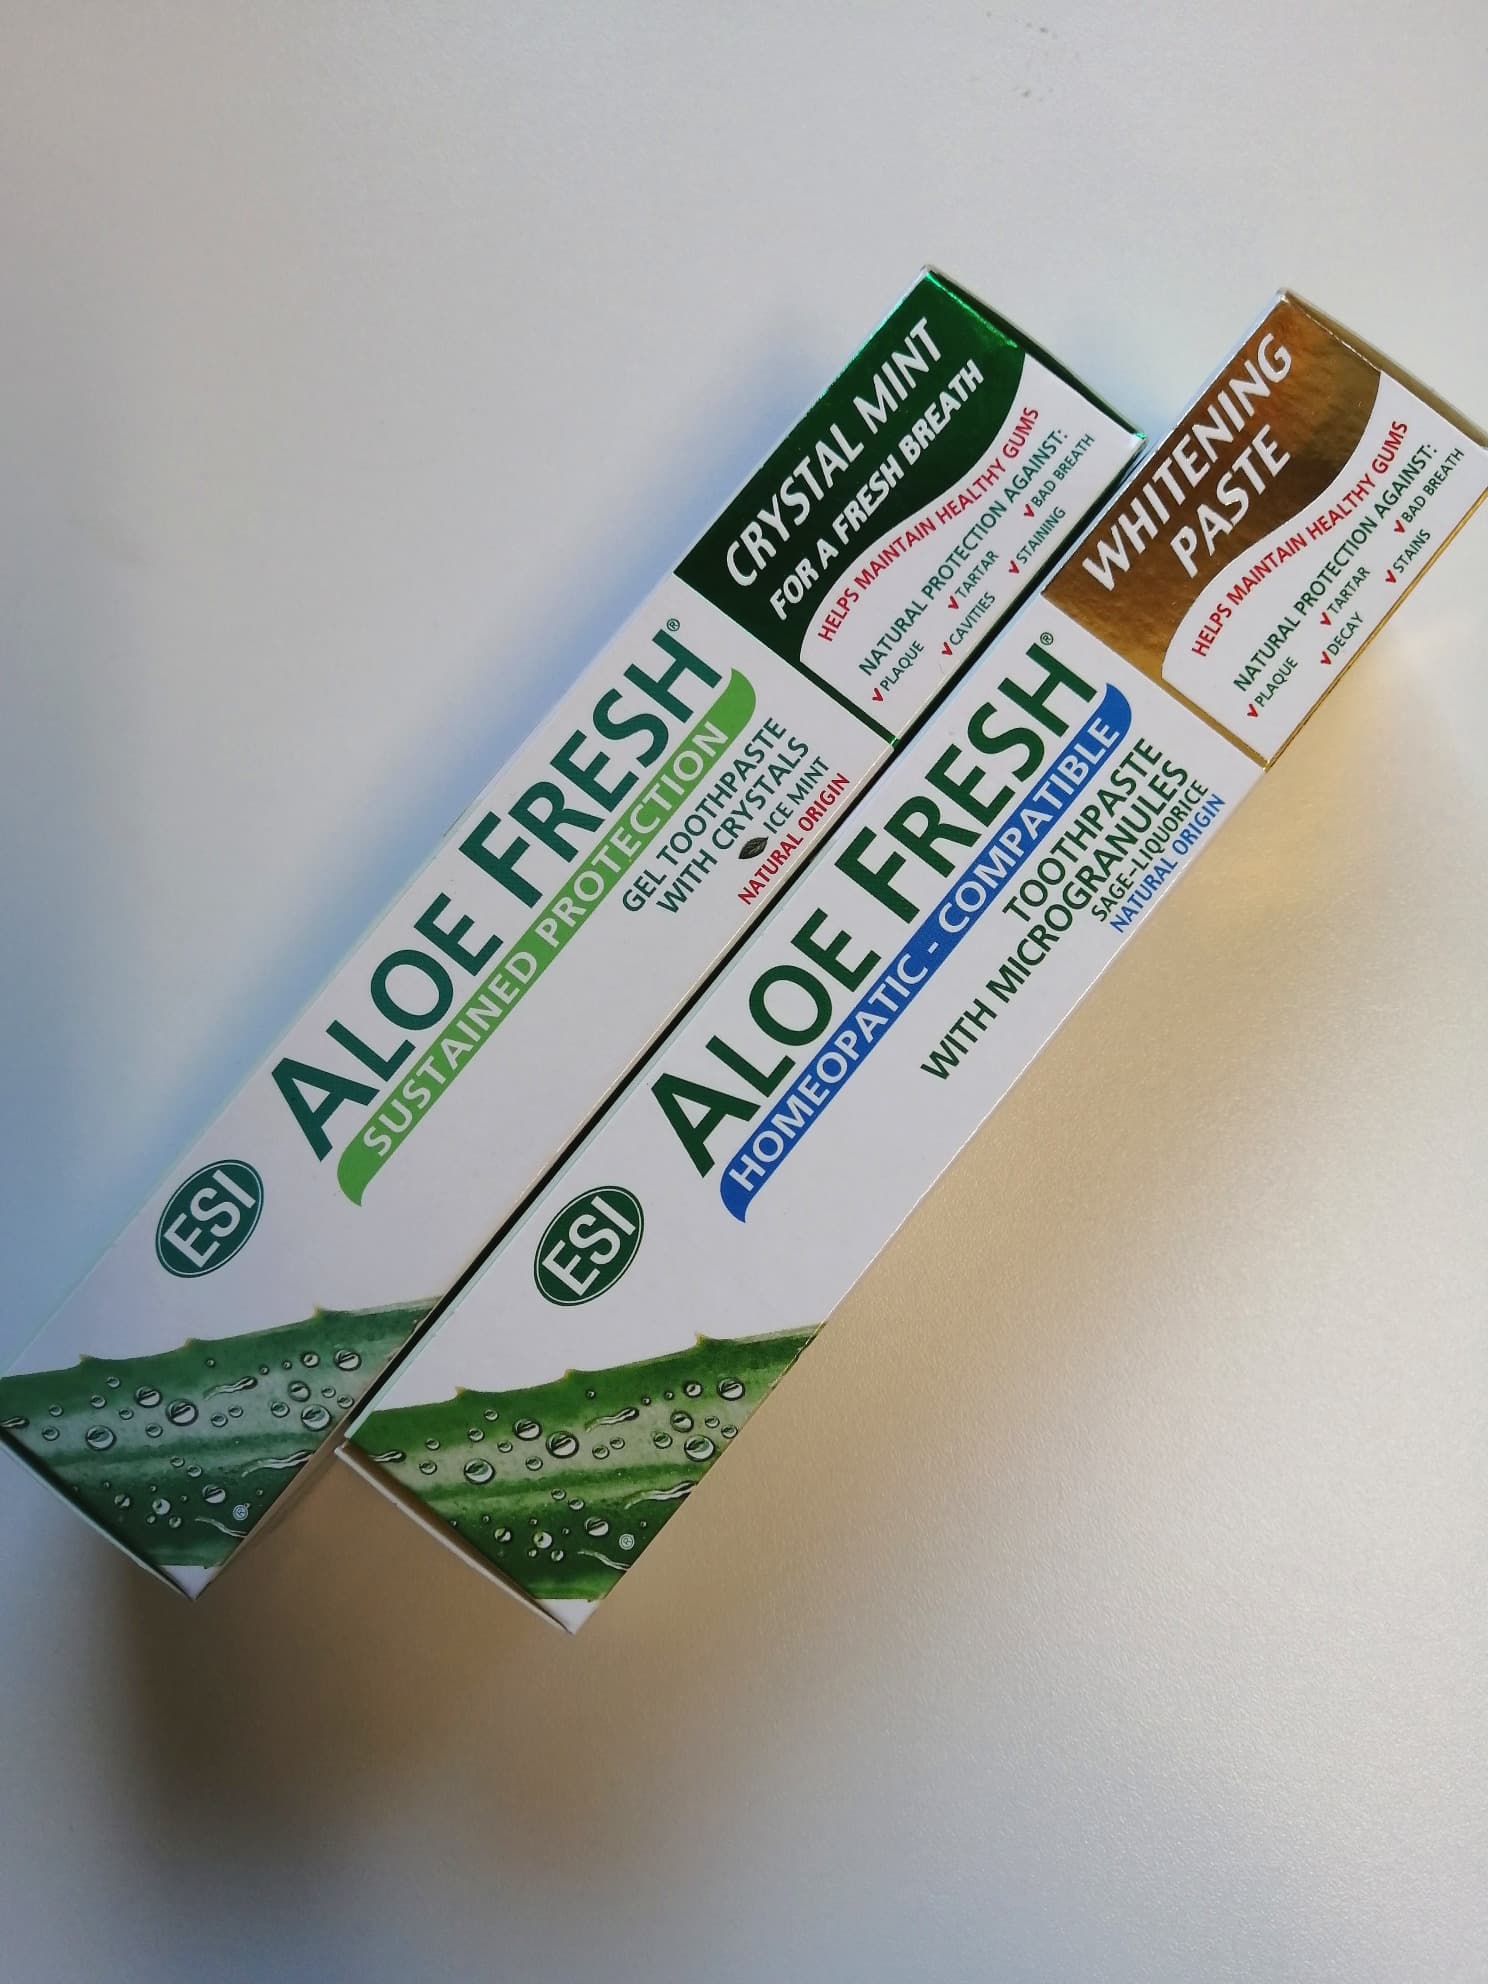 CRYSTAL MINT
FOR A FRESH BREATH
HELPS MAINTAIN HEALTHY GUMS
NATURAL PROTECTION AGAINST:
✓PLAQUE ✓TARTAR ✓BAD BREATH
✓CAVITIES ✓STAINING
ALOE FRESH®
SUSTAINED PROTECTION
GEL TOOTHPASTE
WITH CRYSTALS
ICE MINT
NATURAL ORIGIN
ESI
®
WHITENING
PASTE
HELPS MAINTAIN HEALTHY GUMS
NATURAL PROTECTION AGAINST:
✓PLAQUE ✓TARTAR ✓BAD BREATH
✓DECAY ✓STAINS
ALOE FRESH®
HOMEOPATIC - COMPATIBLE
TOOTHPASTE
WITH MICROGRANULES
SAGE-LIQUORICE
NATURAL ORIGIN
ESI
®